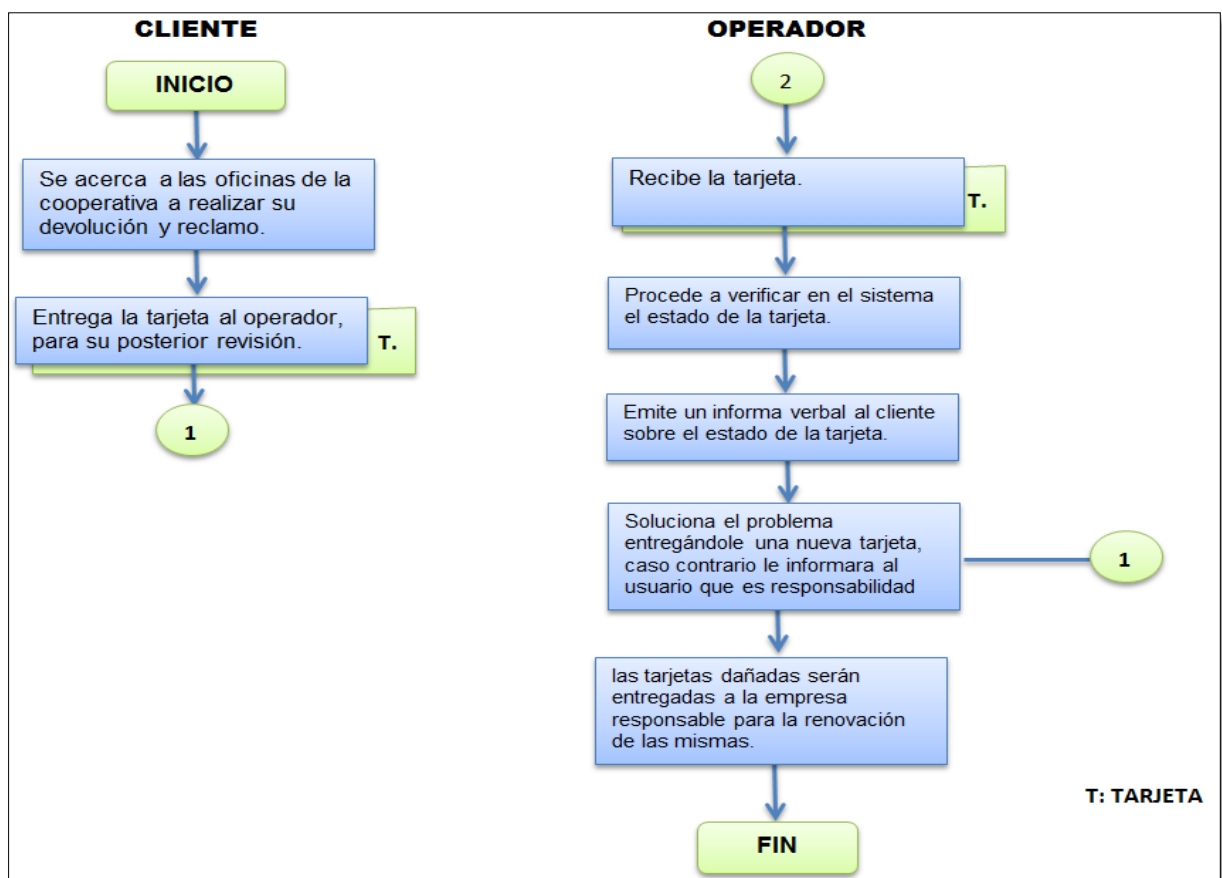 CLIENTE
INICIO
Se acerca a las oficinas de la
cooperativa a realizar su
devolución y reclamo.
Entrega la tarjeta al operador,
para su posterior revisión.
T.
1
OPERADOR
2
Recibe la tarjeta.
T.
Procede a verificar en el sistema
el estado de la tarjeta.
Emite un informa verbal al cliente
sobre el estado de la tarjeta.
Soluciona el problema
entregándole una nueva tarjeta,
caso contrario le informara al
usuario que es responsabilidad
1
las tarjetas dañadas serán
entregadas a la empresa
responsable para la renovación
de las mismas.
T: TARJETA
FIN